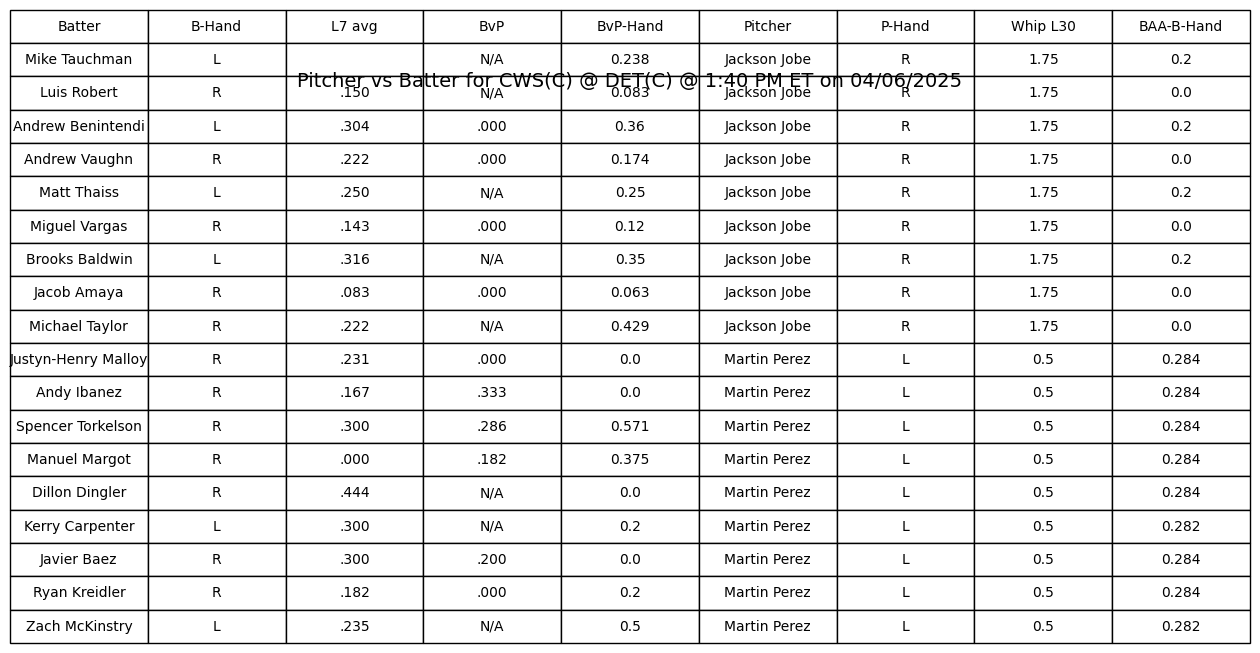 Batter B-Hand L7 avg BvP BvP-Hand Pitcher P-Hand Whip L30 BAA-B-Hand
Mike Tauchman L N/A 0.238 Jackson Jobe R 1.75 0.2
Pitcher vs Batter for CWS(C) @ DET(C) @ 1:40 PM ET on 04/06/2025
Luis Robert R .150 N/A 0.083 Jackson Jobe R 1.75 0.0
Andrew Benintendi L .304 .000 0.36 Jackson Jobe R 1.75 0.2
Andrew Vaughn R .222 .000 0.174 Jackson Jobe R 1.75 0.0
Matt Thaiss L .250 N/A 0.25 Jackson Jobe R 1.75 0.2
Miguel Vargas R .143 .000 0.12 Jackson Jobe R 1.75 0.0
Brooks Baldwin L .316 N/A 0.35 Jackson Jobe R 1.75 0.2
Jacob Amaya R .083 .000 0.063 Jackson Jobe R 1.75 0.0
Michael Taylor R .222 N/A 0.429 Jackson Jobe R 1.75 0.0
Justyn-Henry Malloy R .231 .000 0.0 Martin Perez L 0.5 0.284
Andy Ibanez R .167 .333 0.0 Martin Perez L 0.5 0.284
Spencer Torkelson R .300 .286 0.571 Martin Perez L 0.5 0.284
Manuel Margot R .000 .182 0.375 Martin Perez L 0.5 0.284
Dillon Dingler R .444 N/A 0.0 Martin Perez L 0.5 0.284
Kerry Carpenter L .300 N/A 0.2 Martin Perez L 0.5 0.282
Javier Baez R .300 .200 0.0 Martin Perez L 0.5 0.284
Ryan Kreidler R .182 .000 0.2 Martin Perez L 0.5 0.284
Zach McKinstry L .235 N/A 0.5 Martin Perez L 0.5 0.282